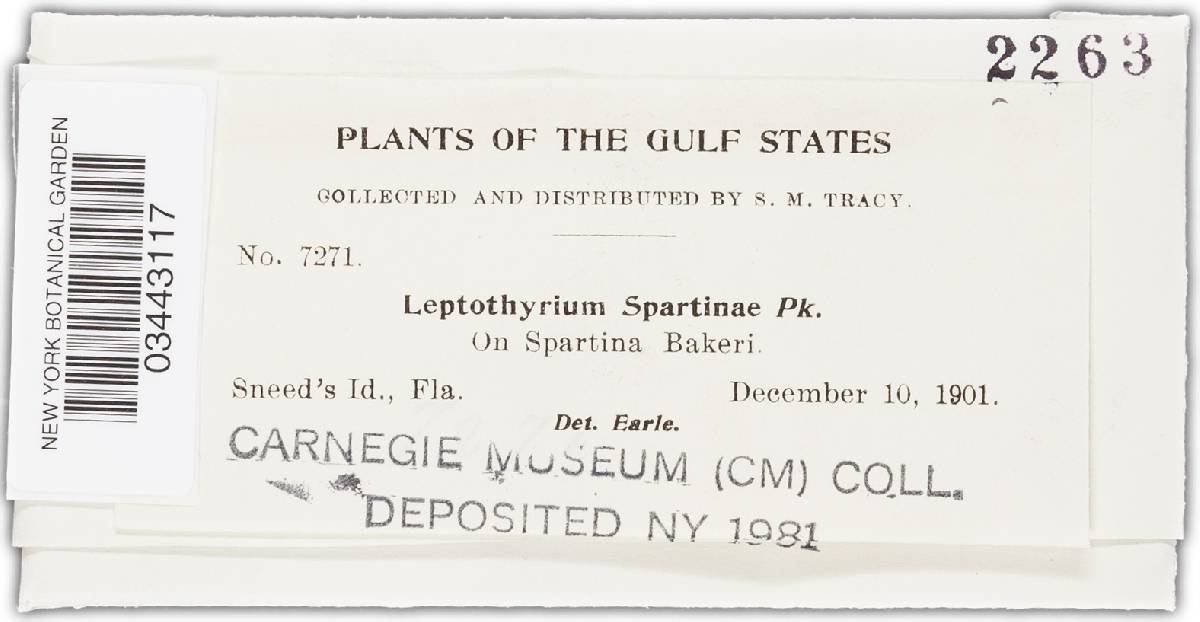 2263
NEW YORK BOTANICAL GARDEN
03443117
PLANTS OF THE GULF STATES
COLLECTED AND DISTRIBUTED BY S. M. TRACY.
No. 7271.
Leptothyrium Spartinae Pk.
On Spartina Bakeri.
Sneed's Id., Fla. December 10, 1901.
Det. Earle.
CARNEGIE MUSEUM (CM) COLL.
DEPOSITED NY 1981